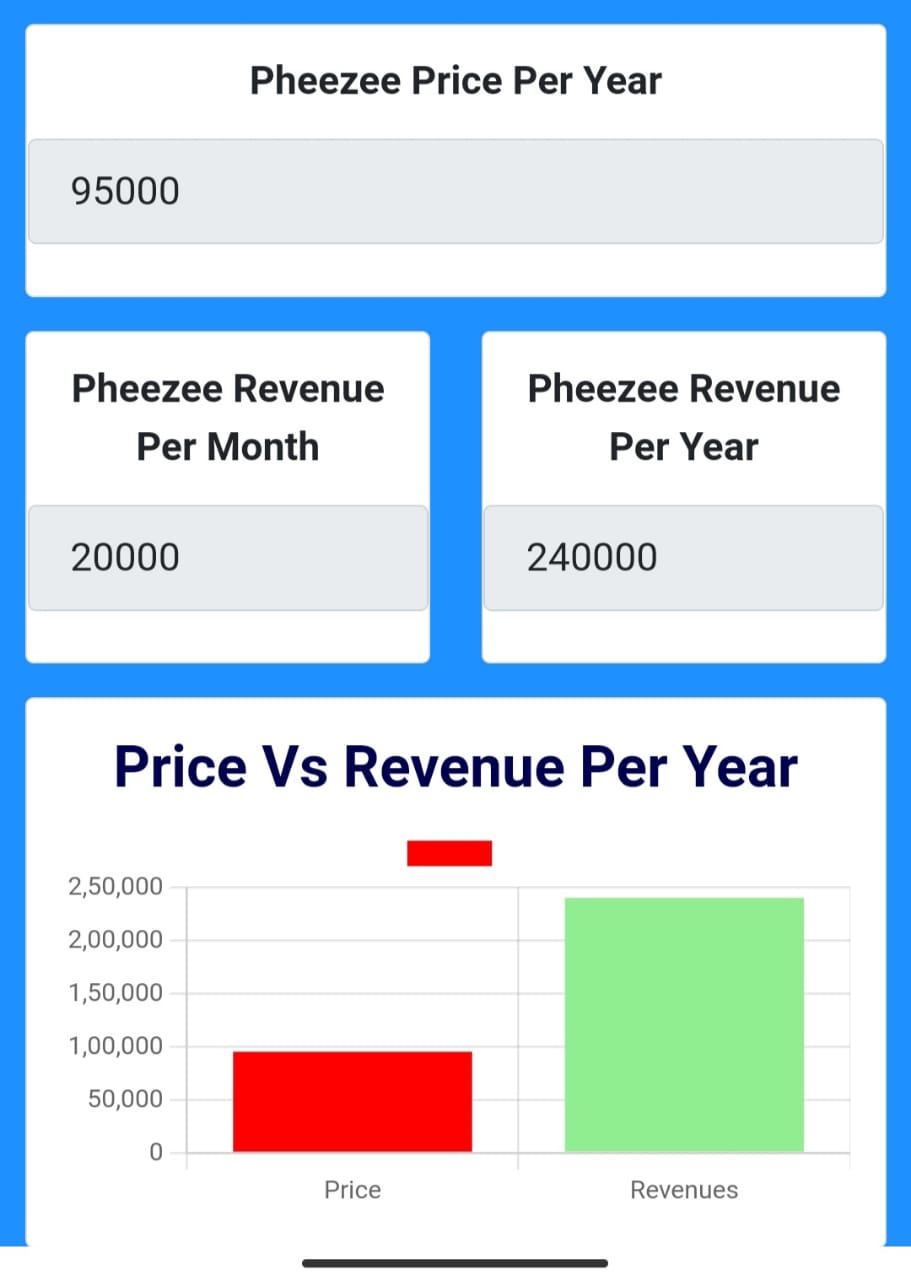 Pheezee Price Per Year
95000
Pheezee Revenue
Per Month
20000
Pheezee Revenue
Per Year
240000
Price Vs Revenue Per Year
2,50,000
2,00,000
1,50,000
1,00,000
50,000
0
Price
Revenues